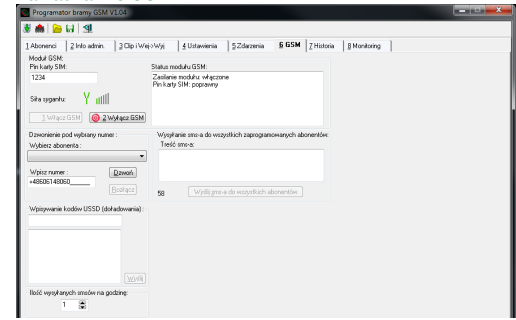 Programator bramy GSM V1.04
1 Abonenci 2 Info admin. 3 Clip i Wej->Wyj 4 Ustawienia 5 Zdarzenia 6 GSM 7 Historia 8 Monitoring
Moduł GSM:
Pin karty SIM:
1234
Siła sygantu:
1 Włącz GSM 2 Wyłącz GSM
Status modułu GSM:
Zasilanie modułu: włączone
Pin karty SIM: poprawny
Dzwonienie pod wybrany numer:
Wybierz abonenta:
Wpisz numer: Dzwoń
+48606148060______
Rozłącz
Wysyłanie sms-a do wszystkich zaprogramowanych abonentów:
Treść sms-a:
58 Wyślij sms-a do wszystkich abonentów
Wpisywanie kodów USSD (doładowania):
Wyślij
Ilość wysyłanych smsów na godzinę:
1